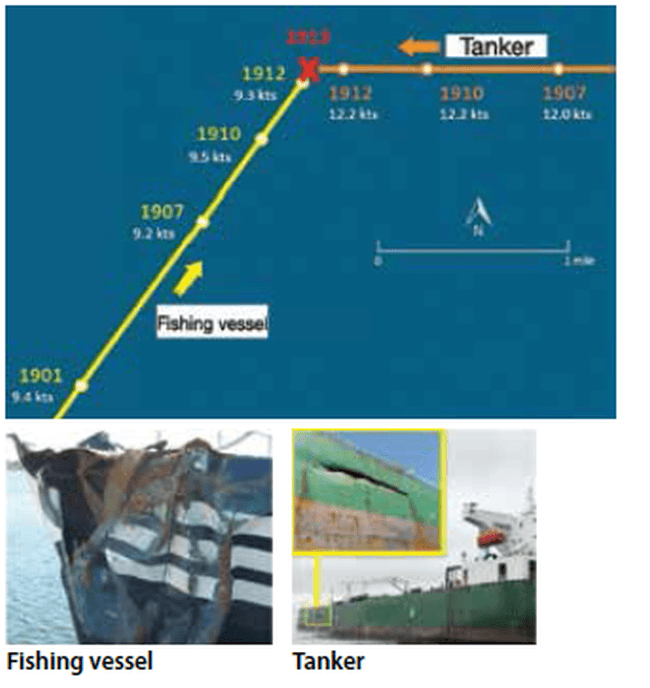 1913
Tanker
1912
9.3 kts
1912
12.2 kts
1910
12.2 kts
1907
12.0 kts
1910
9.5 kts
1907
9.2 kts
N
0
1 mile
Fishing vessel
1901
9.4 kts
Fishing vessel
Tanker